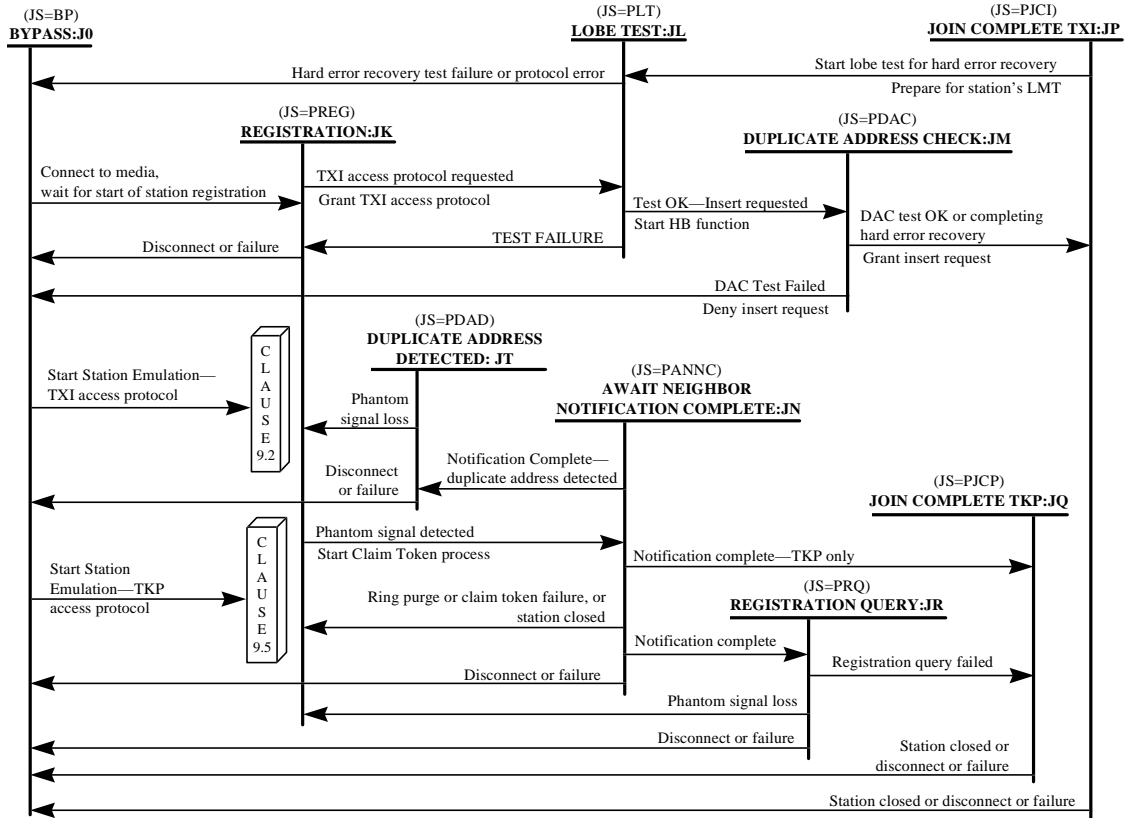 (JS=BP)
BYPASS:J0
(JS=PLT)
LOBE TEST:JL
(JS=PJCI)
JOIN COMPLETE TXI:JP
Hard error recovery test failure or protocol error
Start lobe test for hard error recovery
Prepare for station's LMT
(JS=PREG)
REGISTRATION:JK
(JS=PDAC)
DUPLICATE ADDRESS CHECK:JM
Connect to media,
wait for start of station registration
TXI access protocol requested
Grant TXI access protocol
Test OK—Insert requested
Start HB function
DAC test OK or completing
hard error recovery
Grant insert request
TEST FAILURE
Disconnect or failure
DAC Test Failed
Deny insert request
(JS=PDAD)
DUPLICATE ADDRESS
DETECTED: JT
(JS=PANNC)
AWAIT NEIGHBOR
NOTIFICATION COMPLETE:JN
Start Station Emulation—
TXI access protocol
C
L
A
U
S
E
9.2
Phantom
signal loss
Notification Complete—
duplicate address detected
Disconnect
or failure
(JS=PJCP)
JOIN COMPLETE TKP:JQ
Phantom signal detected
Start Claim Token process
Notification complete—TKP only
Start Station
Emulation—TKP
access protocol
C
L
A
U
S
E
9.5
(JS=PRQ)
REGISTRATION QUERY:JR
Ring purge or claim token failure, or
station closed
Notification complete
Registration query failed
Disconnect or failure
Phantom signal loss
Disconnect or failure
Station closed or
disconnect or failure
Station closed or disconnect or failure